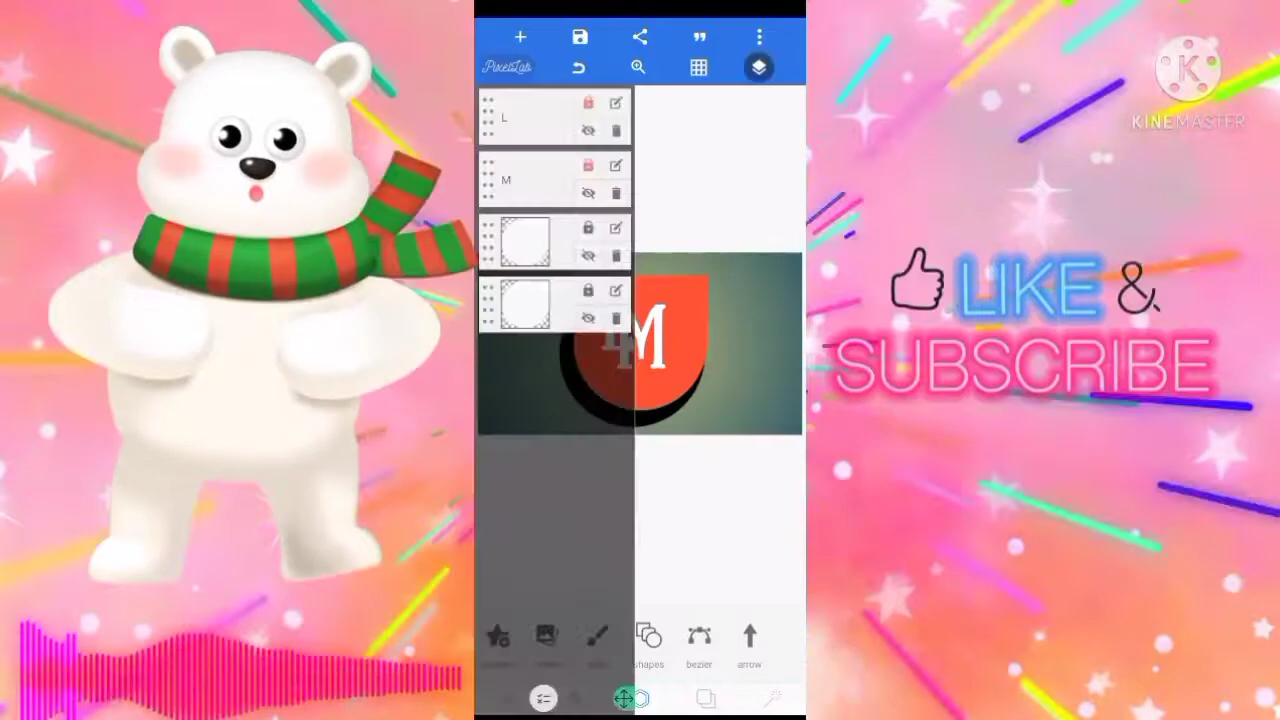 PixelLab
L
M
M
shapes
bezier
arrow
KINEMASTER
LIKE &
SUBSCRIBE